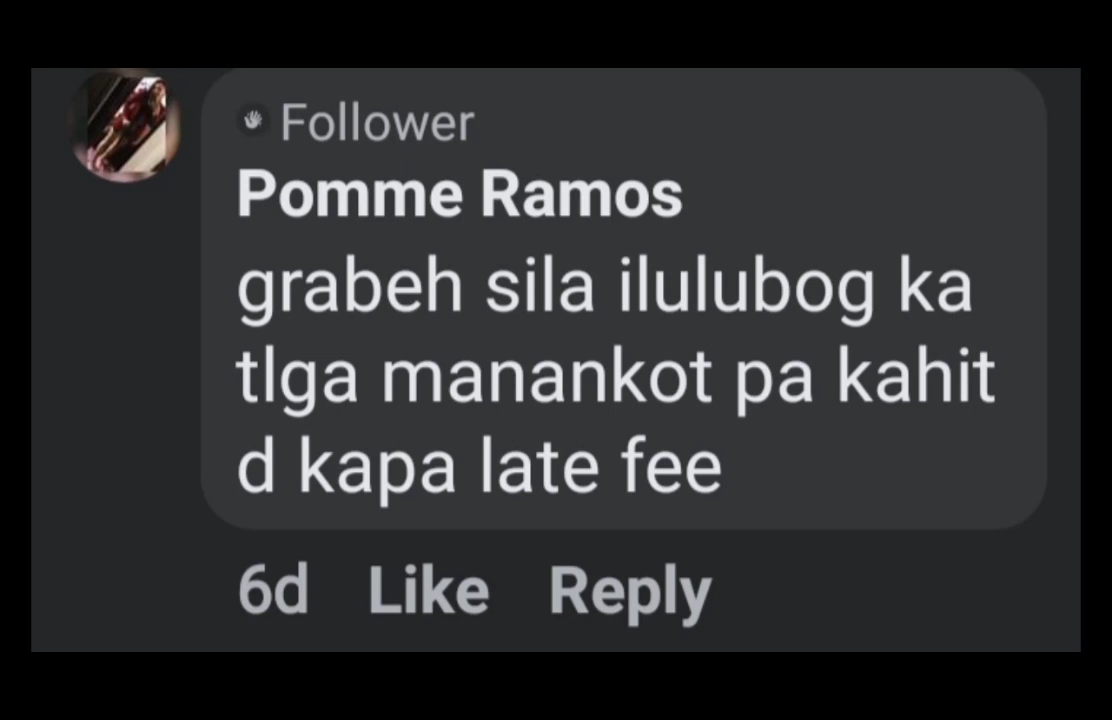 Follower
Pomme Ramos
grabeh sila ilulubog ka
tlga manankot pa kahit
d kapa late fee
6d Like Reply